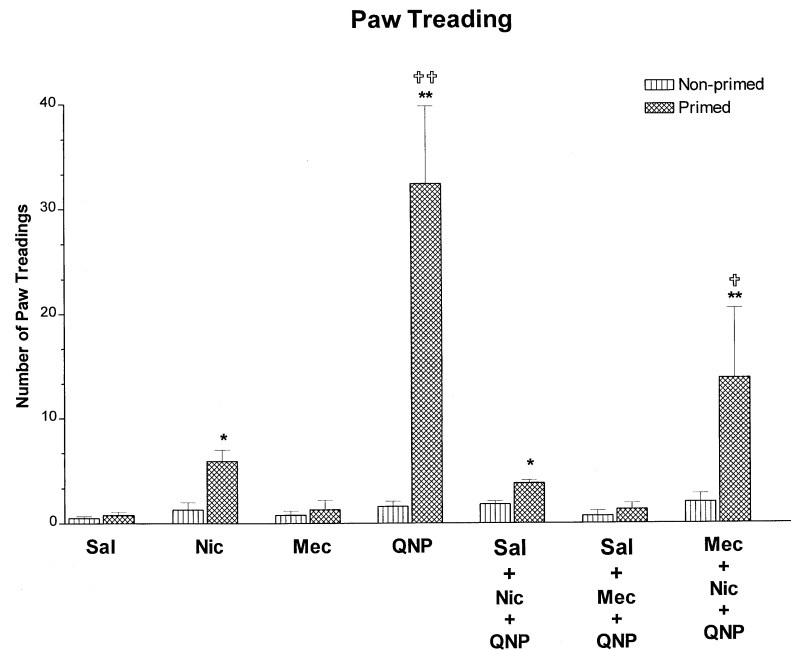 Paw Treading
Non-primed
Primed
Number of Paw Treadings
40
30
20
10
0
††
**
*
*
†
**
Sal
Nic
Mec
QNP
Sal
+
Nic
+
QNP
Sal
+
Mec
+
QNP
Mec
+
Nic
+
QNP